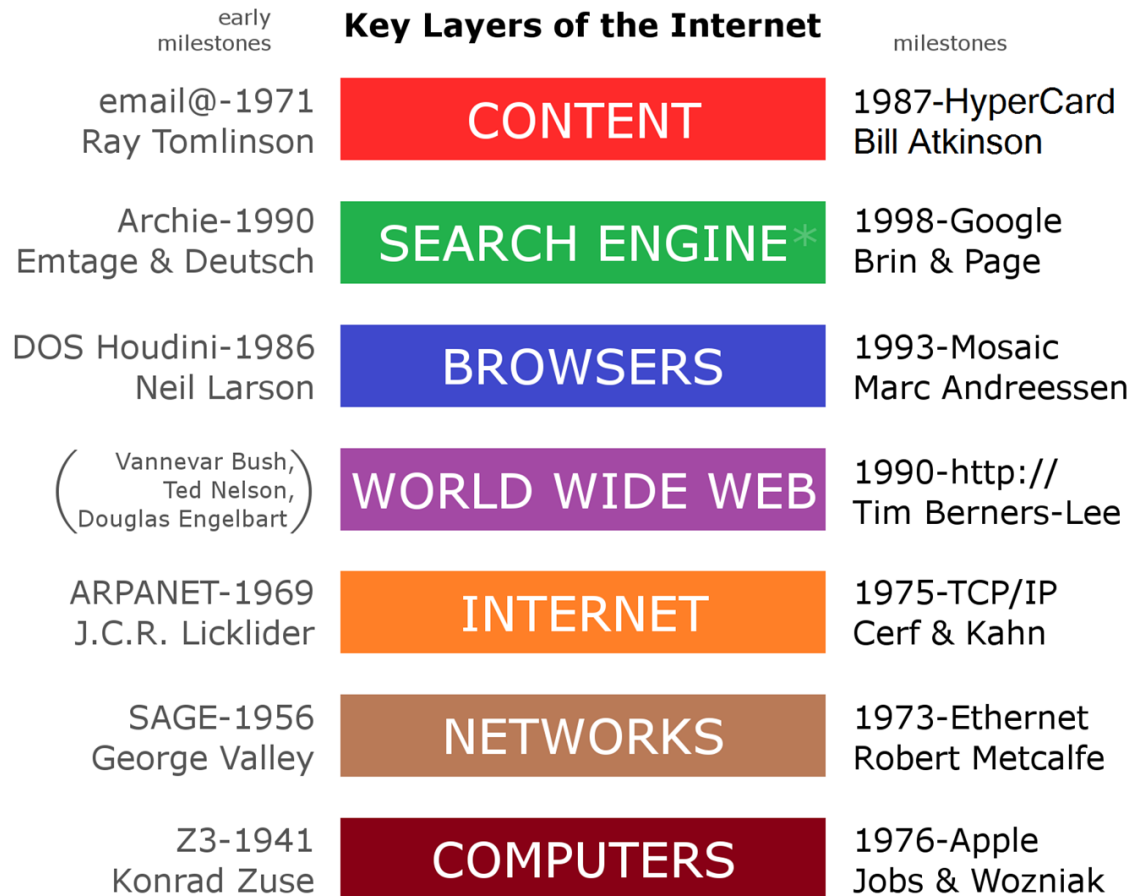 early
milestones
Key Layers of the Internet
milestones
email@-1971
Ray Tomlinson
CONTENT
1987-HyperCard
Bill Atkinson
Archie-1990
Emtage & Deutsch
SEARCH ENGINE*
1998-Google
Brin & Page
DOS Houdini-1986
Neil Larson
BROWSERS
1993-Mosaic
Marc Andreessen
(Vannevar Bush,
Ted Nelson,
Douglas Engelbart)
WORLD WIDE WEB
1990-http://
Tim Berners-Lee
ARPANET-1969
J.C.R. Licklider
INTERNET
1975-TCP/IP
Cerf & Kahn
SAGE-1956
George Valley
NETWORKS
1973-Ethernet
Robert Metcalfe
Z3-1941
Konrad Zuse
COMPUTERS
1976-Apple
Jobs & Wozniak